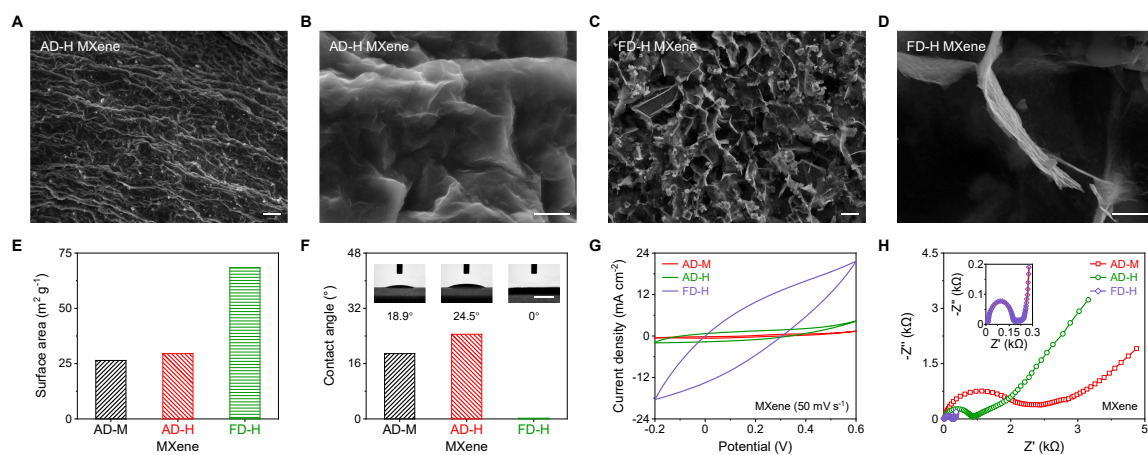 A
AD-H MXene
B
AD-H MXene
C
FD-H MXene
D
FD-H MXene
E
Surface area (m² g⁻¹)
75
50
25
0
AD-M
AD-H
FD-H
MXene
F
Contact angle (°)
48
32
16
0
18.9°
24.5°
0°
AD-M
AD-H
FD-H
MXene
G
Current density (mA cm⁻²)
24
12
0
-12
-24
AD-M
AD-H
FD-H
MXene (50 mV s⁻¹)
-0.2
0
0.2
0.4
0.6
Potential (V)
H
-Z" (kΩ)
4.5
3.0
1.5
0
-Z" (kΩ)
0.2
0.1
0
0
0.15
0.3
Z' (kΩ)
AD-M
AD-H
FD-H
MXene
0
2
3
5
Z' (kΩ)